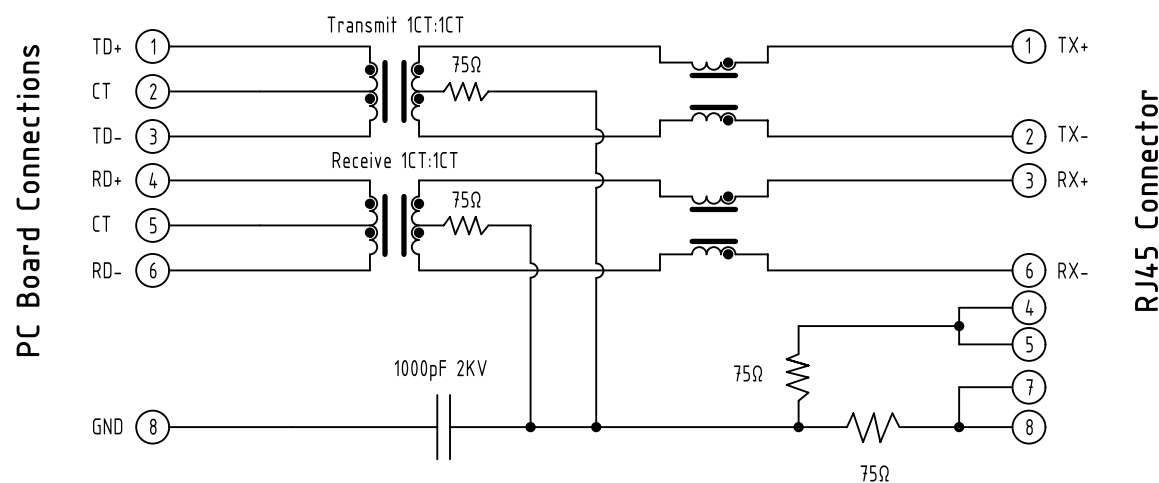 PC Board Connections
Transmit 1CT:1CT
TD+ 1
75Ω
CT 2
TD- 3
Receive 1CT:1CT
RD+ 4
75Ω
CT 5
RD- 6
1000pF 2KV
GND 8
75Ω
75Ω
1 TX+
2 TX-
3 RX+
6 RX-
4
5
7
8
RJ45 Connector